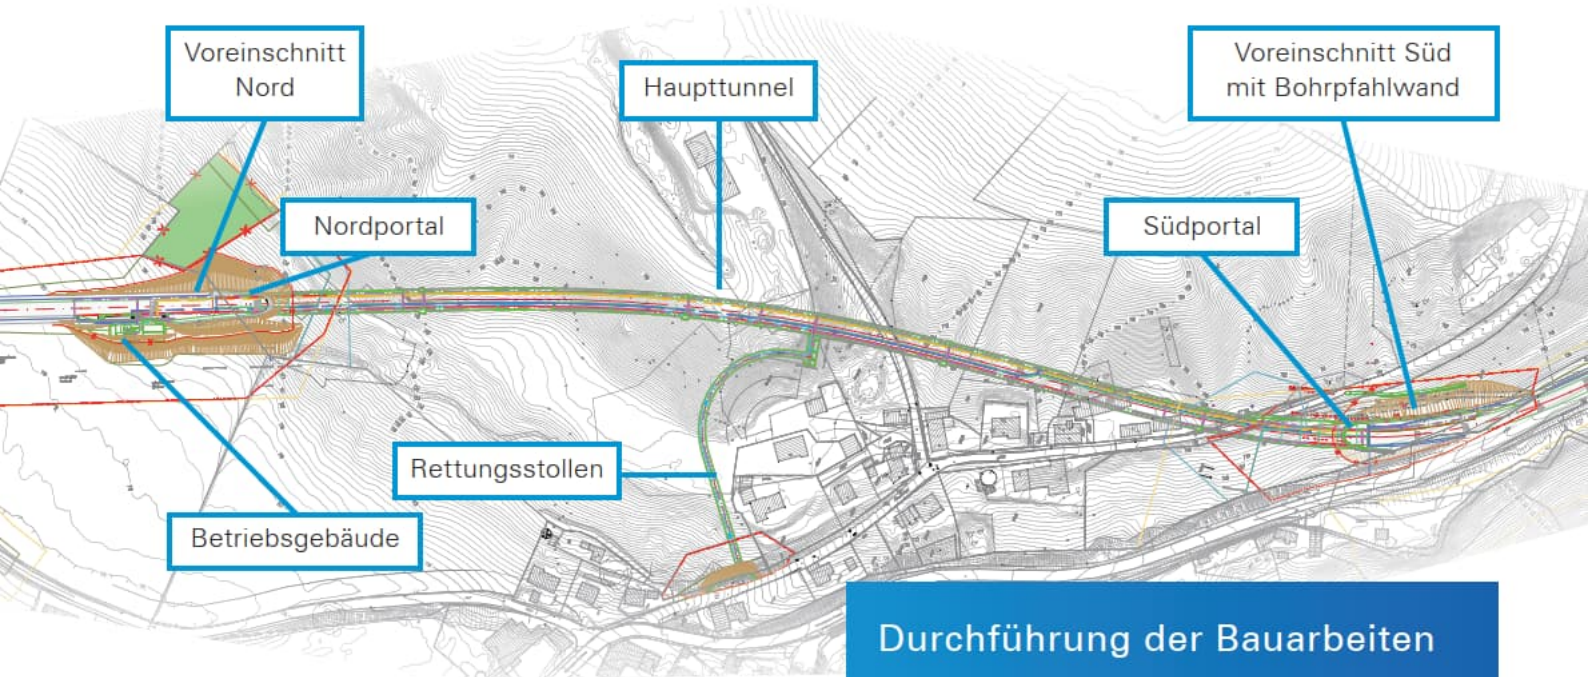 Voreinschnitt
Nord
Haupttunnel
Voreinschnitt Süd
mit Bohrpfahlwand
Nordportal
Südportal
Rettungsstollen
Betriebsgebäude
Durchführung der Bauarbeiten